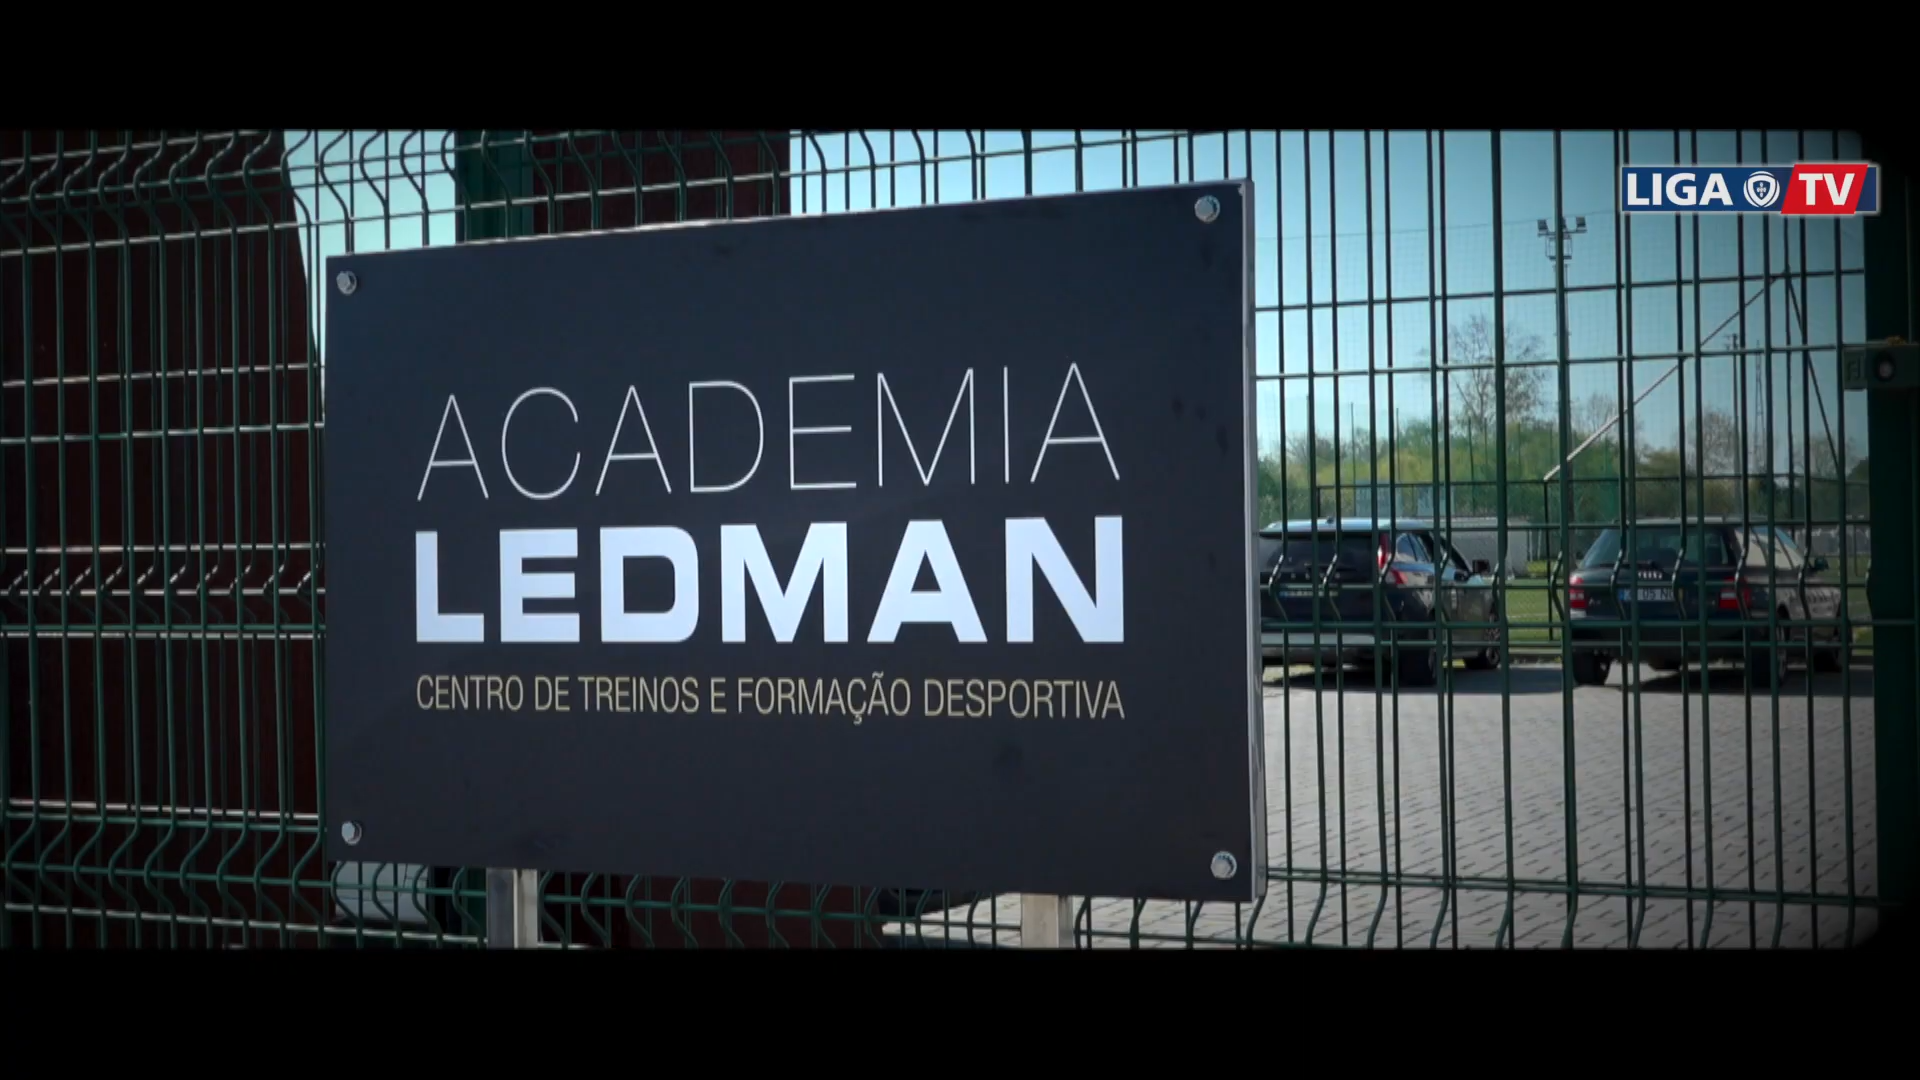 LIGA TV
ACADEMIA
LEDMAN
CENTRO DE TREINOS E FORMAÇÃO DESPORTIVA